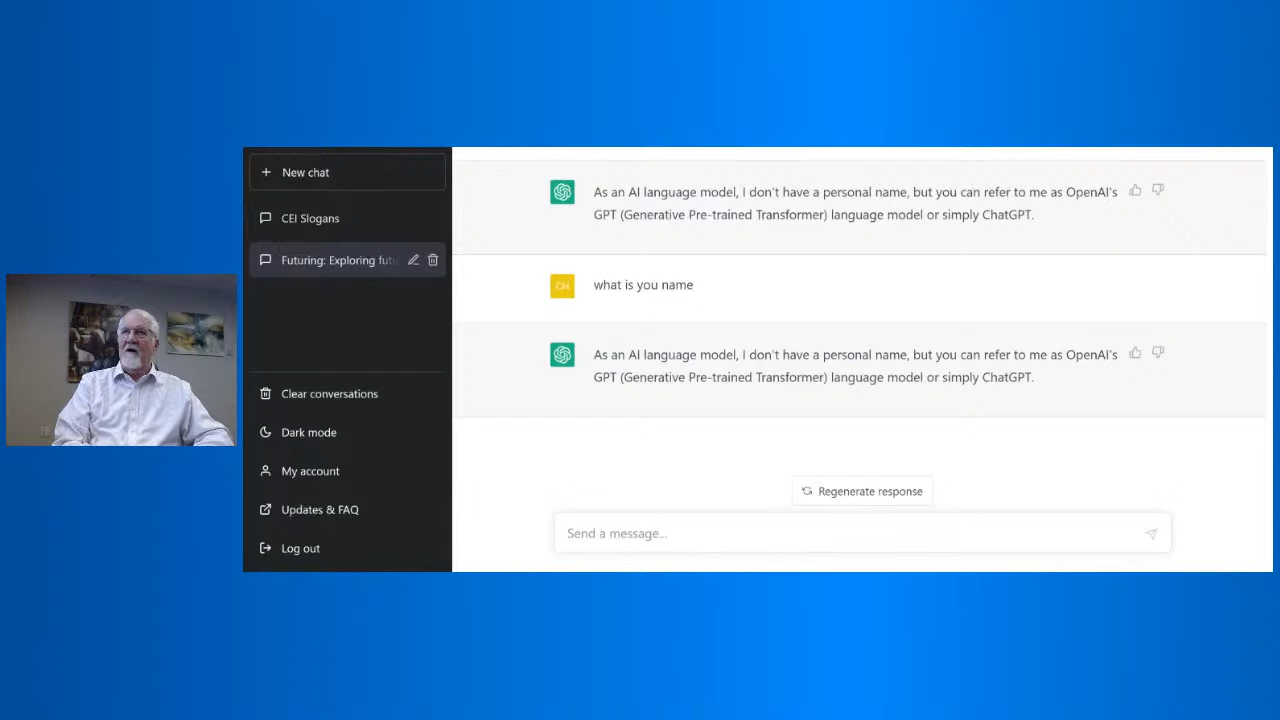 New chat
CEI Slogans
Futuring: Exploring
Clear conversations
Dark mode
My account
Updates & FAQ
Log out
As an AI language model, I don't have a personal name, but you can refer to me as OpenAI's
GPT (Generative Pre-trained Transformer) language model or simply ChatGPT.
CH
what is you name
As an AI language model, I don't have a personal name, but you can refer to me as OpenAI's
GPT (Generative Pre-trained Transformer) language model or simply ChatGPT.
Regenerate response
Send a message...